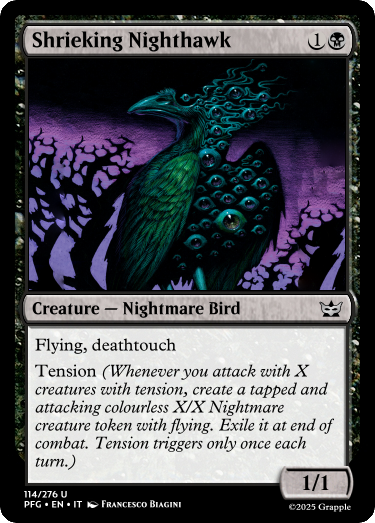 Shrieking Nighthawk 1
Creature — Nightmare Bird
Flying, deathtouch
Tension (Whenever you attack with X
creatures with tension, create a tapped and
attacking colourless X/X Nightmare
creature token with flying. Exile it at end of
combat. Tension triggers only once each
turn.)
1/1
114/276 U
PFG • EN • IT Francesco Biagini
©2025 Grapple